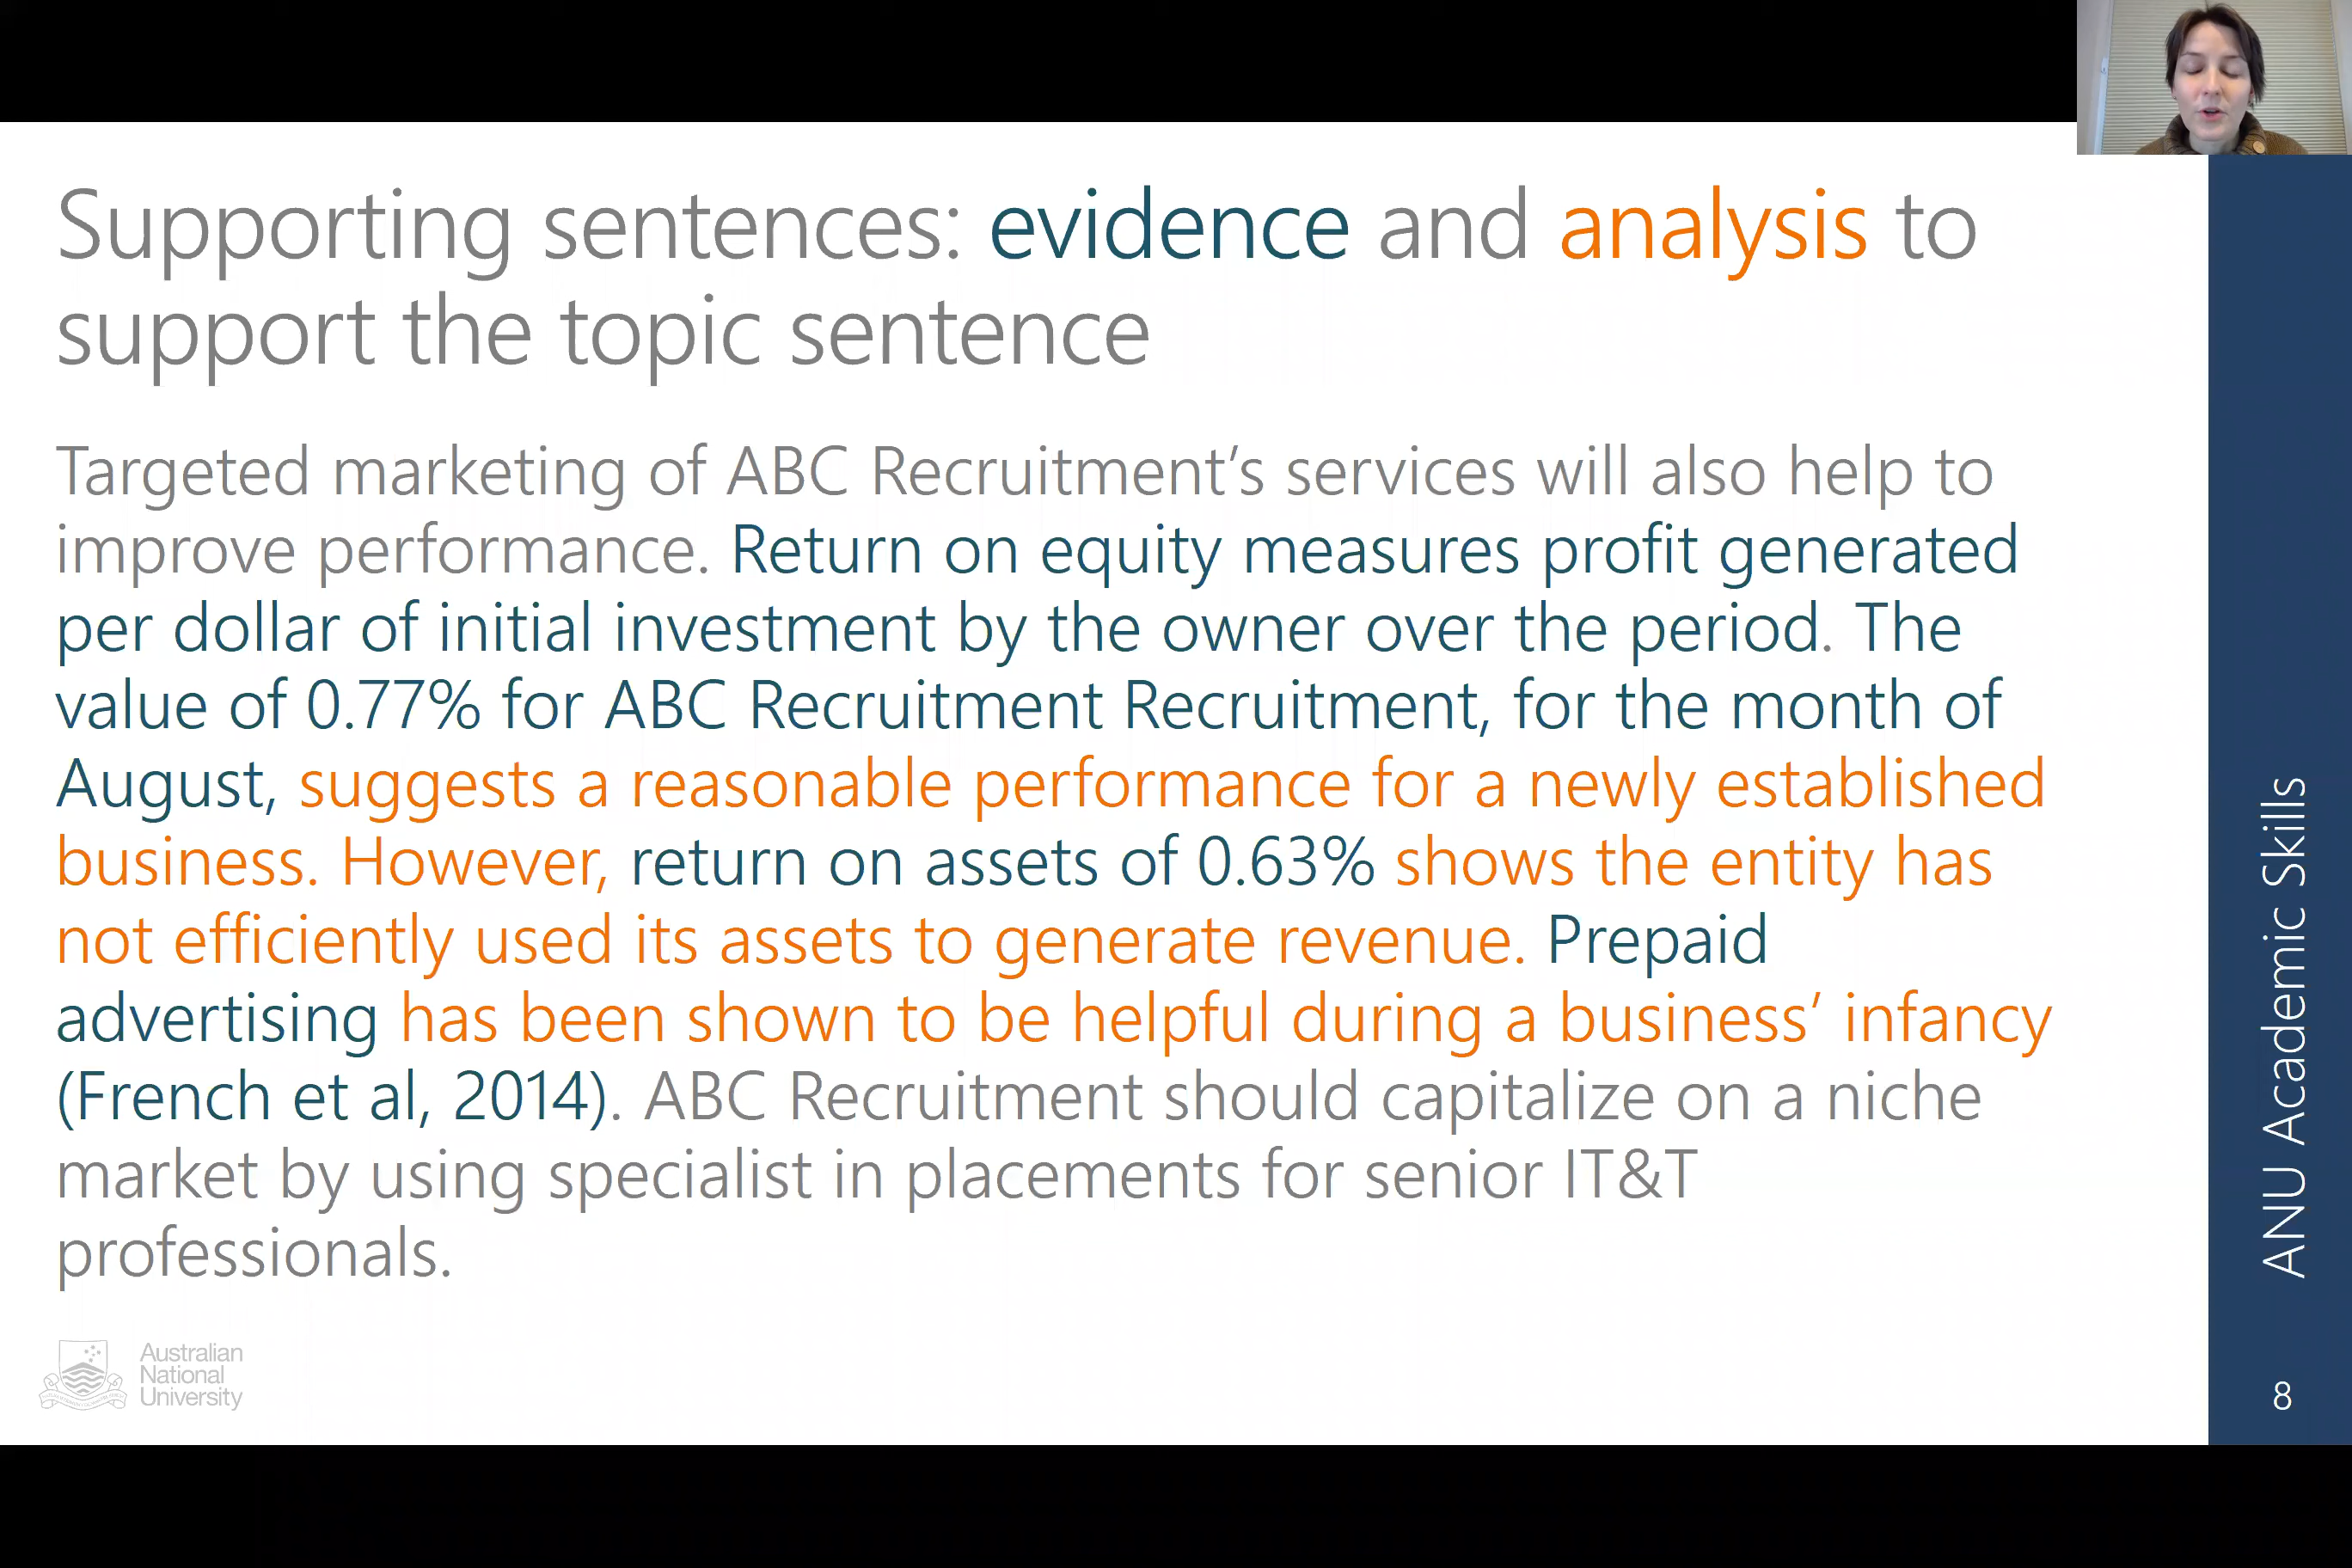 Supporting sentences: evidence and analysis to
support the topic sentence
Targeted marketing of ABC Recruitment’s services will also help to
improve performance. Return on equity measures profit generated
per dollar of initial investment by the owner over the period. The
value of 0.77% for ABC Recruitment Recruitment, for the month of
August, suggests a reasonable performance for a newly established
business. However, return on assets of 0.63% shows the entity has
not efficiently used its assets to generate revenue. Prepaid
advertising has been shown to be helpful during a business’ infancy
(French et al, 2014). ABC Recruitment should capitalize on a niche
market by using specialist in placements for senior IT&T
professionals.
Australian
National
University
ANU Academic Skills
8